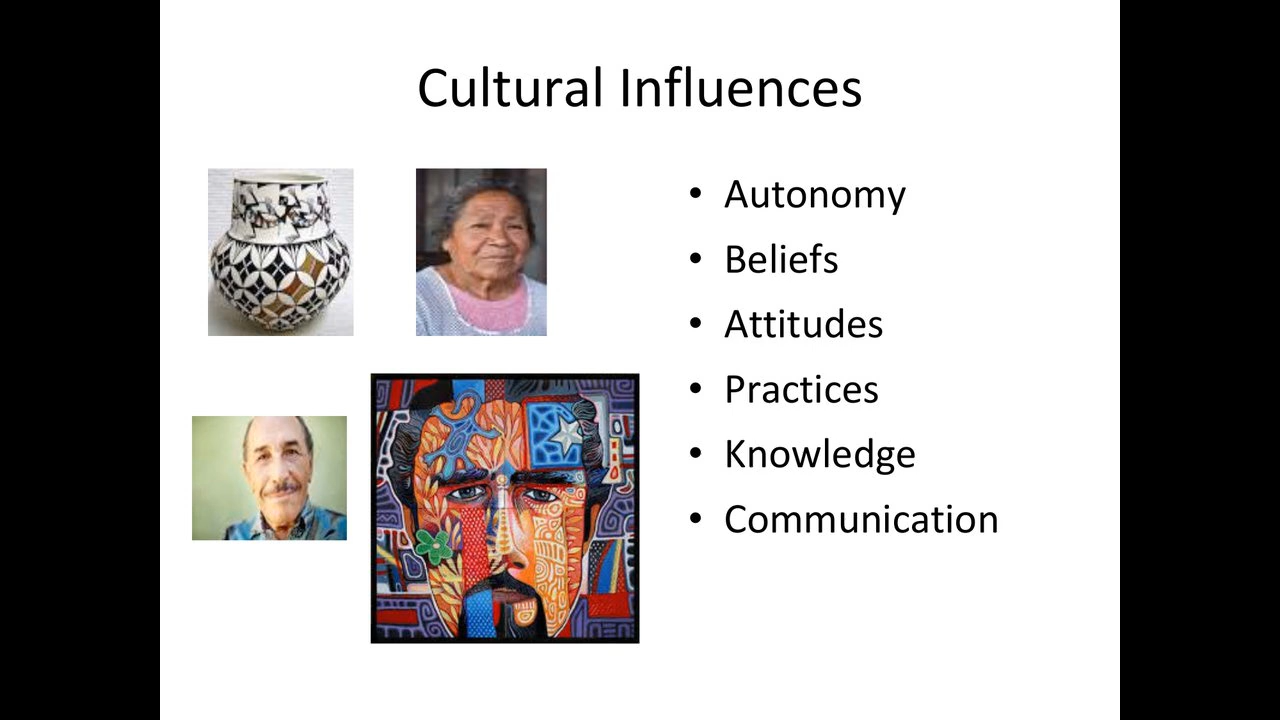 Cultural Influences
• Autonomy
• Beliefs
• Attitudes
• Practices
• Knowledge
• Communication